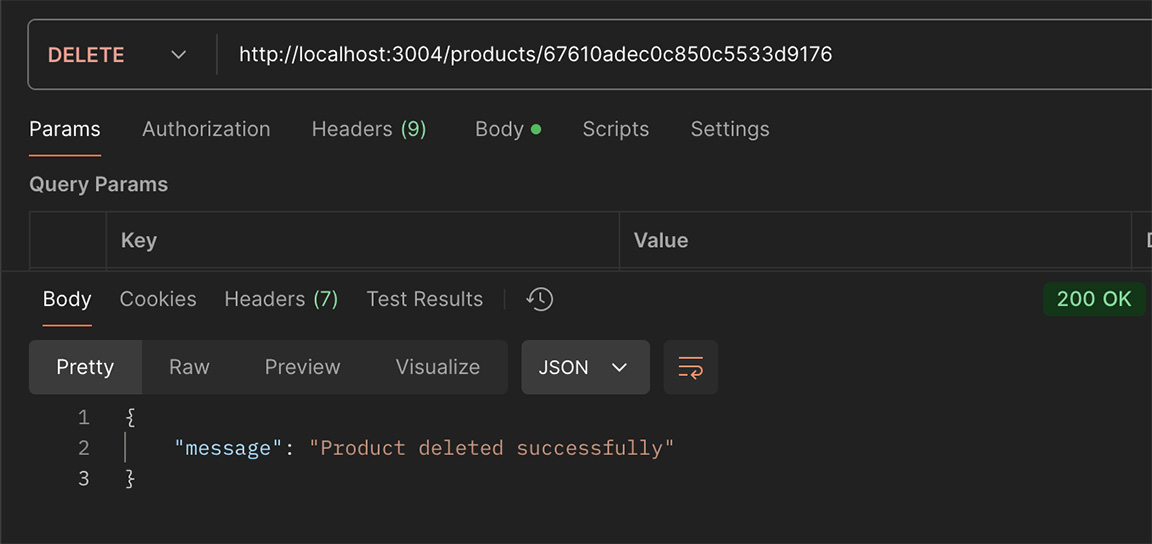 DELETE http://localhost:3004/products/67610adec0c850c5533d9176
Params Authorization Headers (9) Body Scripts Settings
Query Params
Key Value
Body Cookies Headers (7) Test Results 200 OK
Pretty Raw Preview Visualize JSON
1 {
2 "message": "Product deleted successfully"
3 }